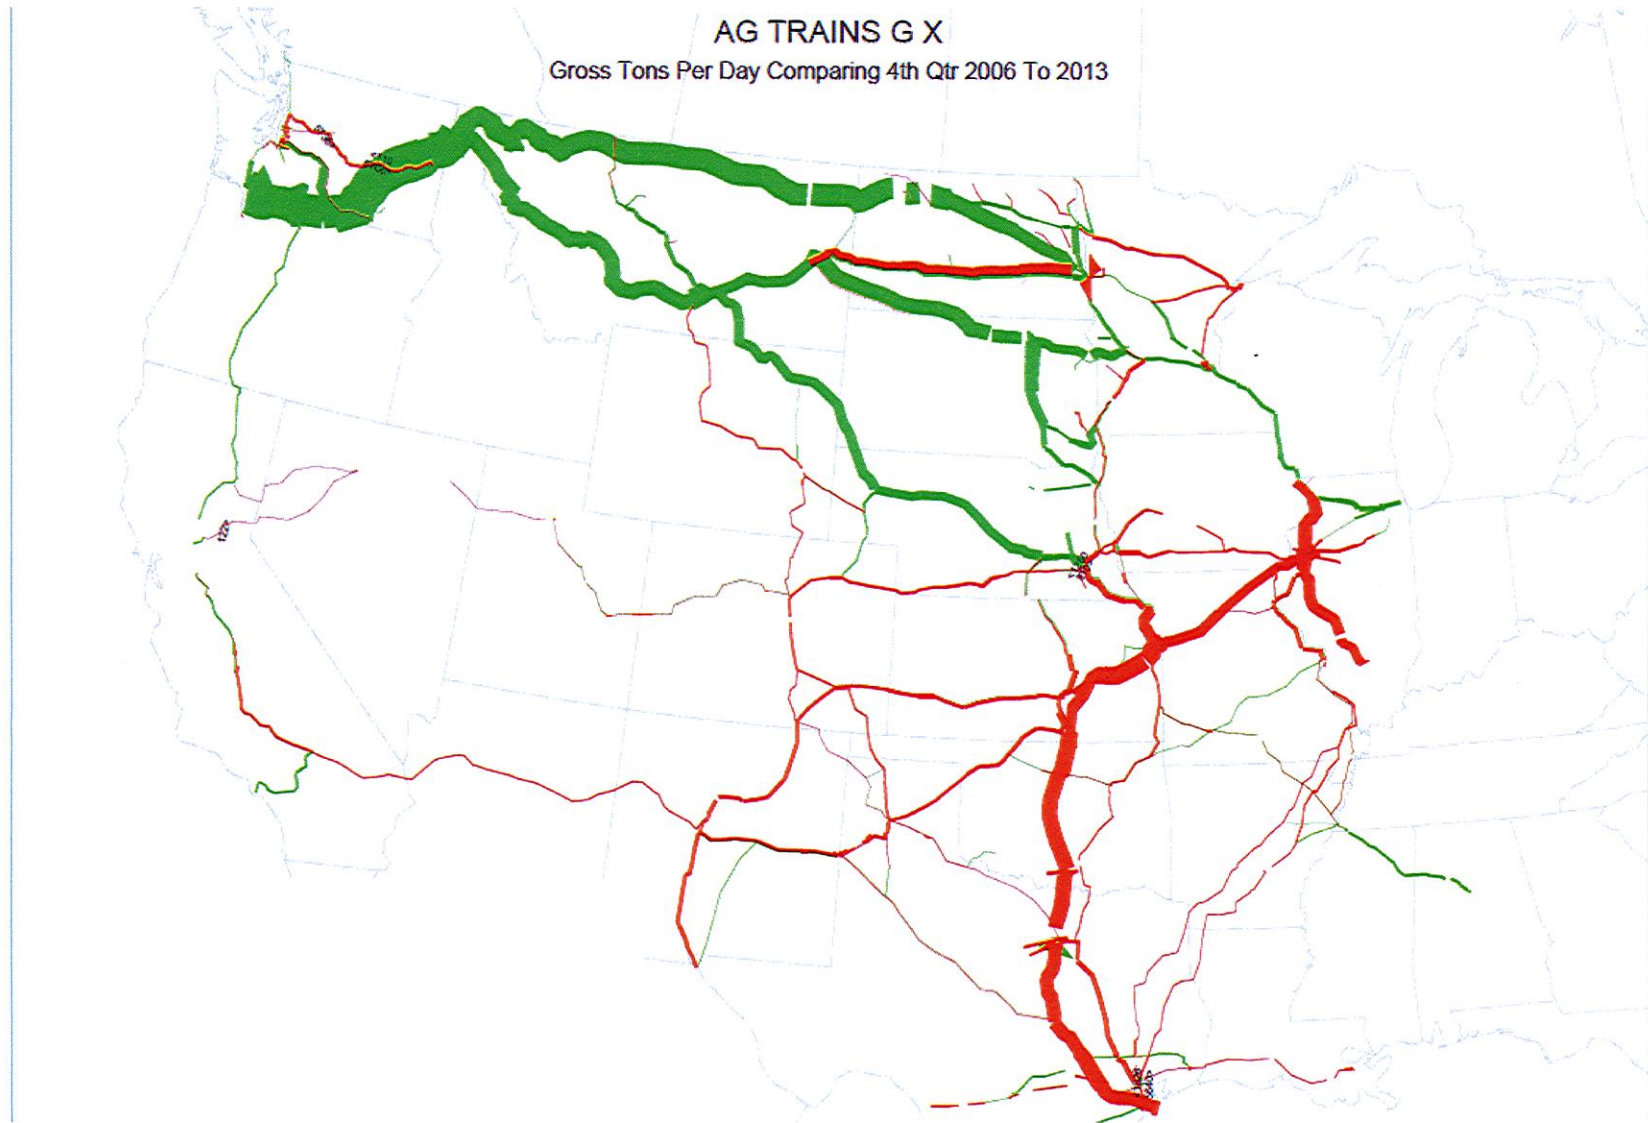 AG TRAINS G X
Gross Tons Per Day Comparing 4th Qtr 2006 To 2013